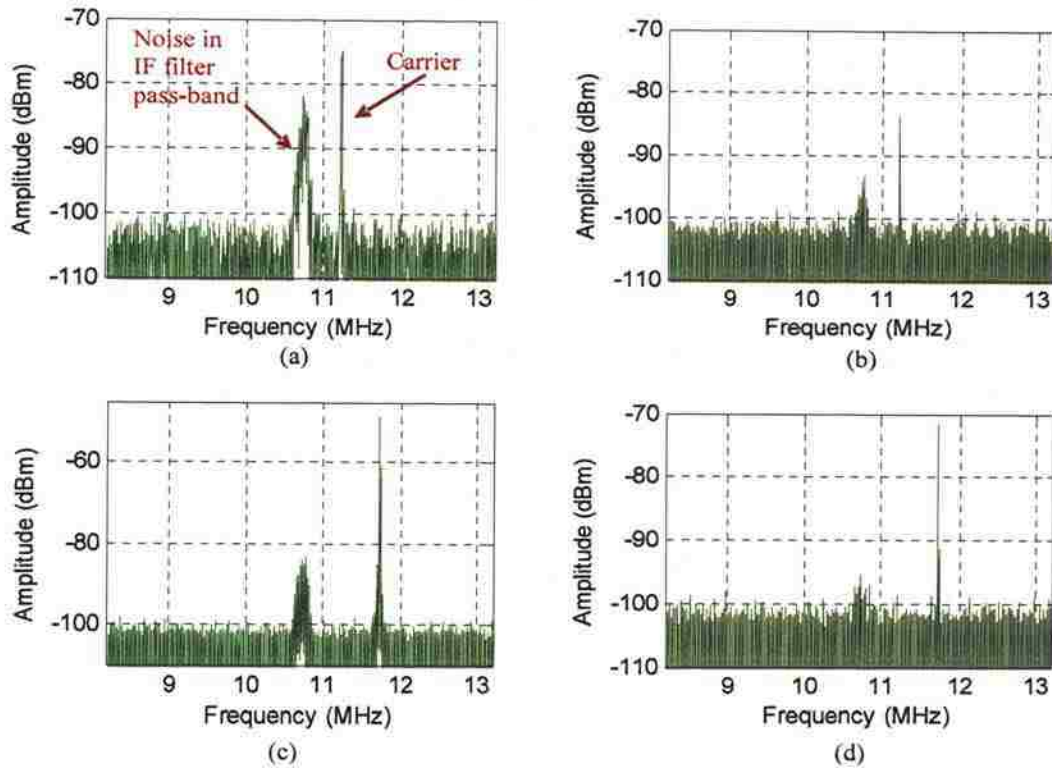 -70
Noise in
IF filter
pass-band
Carrier
-80
-90
-100
-110
Amplitude (dBm)
9 10 11 12 13
Frequency (MHz)
(a)
-70
-80
-90
-100
-110
Amplitude (dBm)
9 10 11 12 13
Frequency (MHz)
(b)
-60
-80
-100
Amplitude (dBm)
9 10 11 12 13
Frequency (MHz)
(c)
-70
-80
-90
-100
-110
Amplitude (dBm)
9 10 11 12 13
Frequency (MHz)
(d)